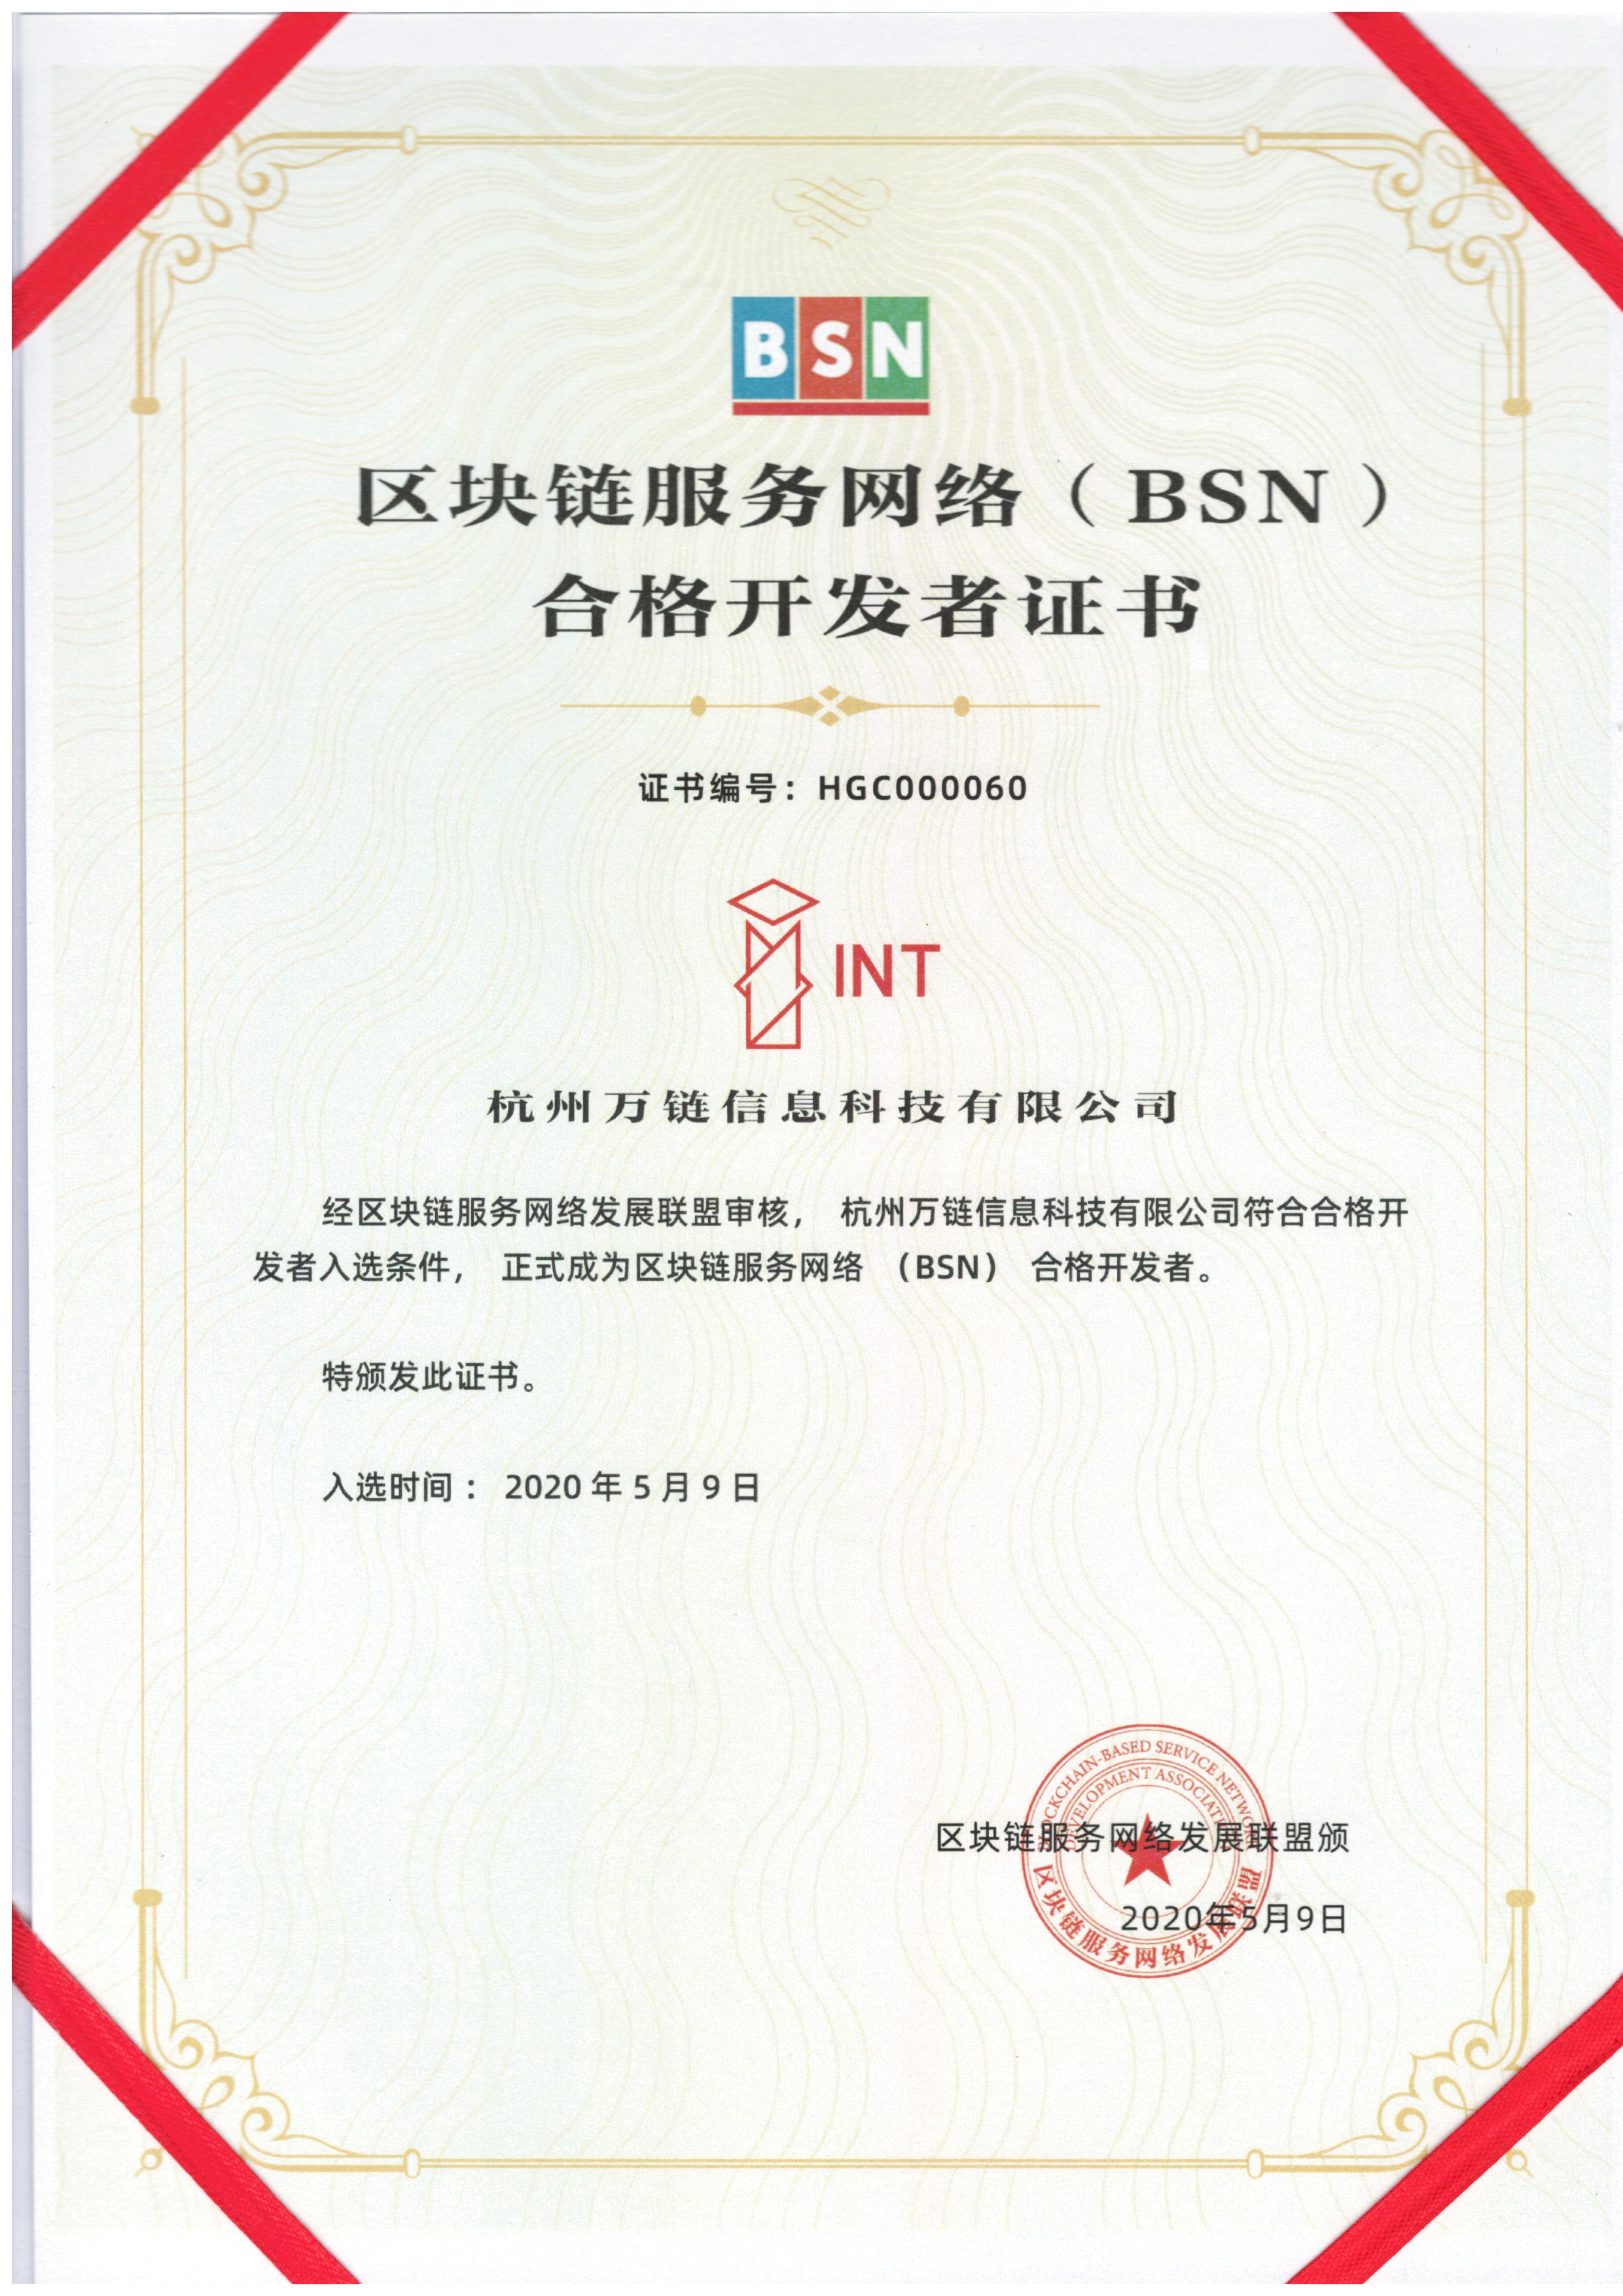 BSN
区块链服务网络（BSN）
合格开发者证书
证书编号：HGC000060
INT
杭州万链信息科技有限公司
经区块链服务网络发展联盟审核， 杭州万链信息科技有限公司符合合格开
发者入选条件， 正式成为区块链服务网络 （BSN） 合格开发者。
特颁发此证书。
入选时间： 2020 年 5 月 9 日
BLOCKCHAIN-BASED SERVICE NETWORK
DEVELOPMENT ASSOCIATION
区块链服务网络发展联盟颁
2020年5月9日
区块链服务网络发展联盟